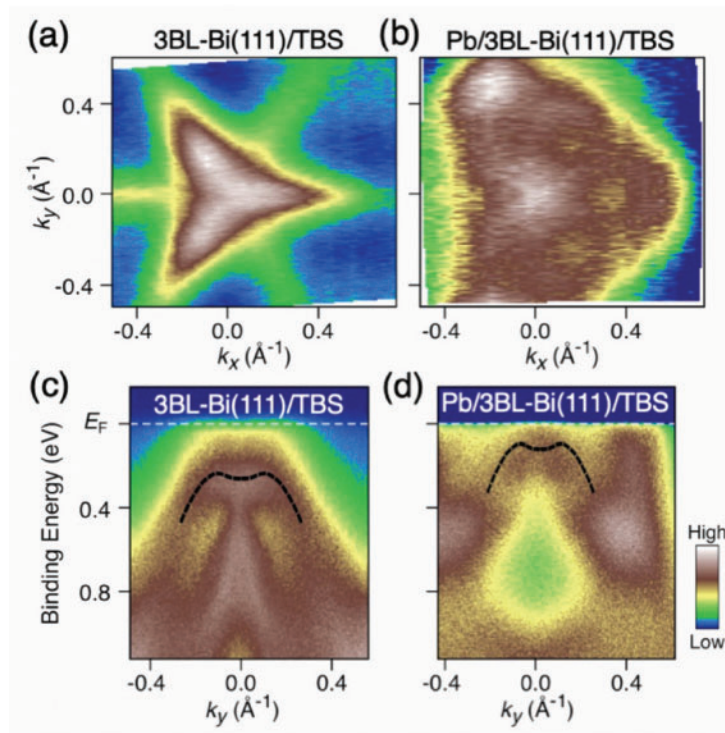 (a) 3BL-Bi(111)/TBS (b) Pb/3BL-Bi(111)/TBS
0.4
0.0
-0.4
ky (Å-1)
-0.4 0.0 0.4 -0.4 0.0 0.4
kx (Å-1) kx (Å-1)
(c) 3BL-Bi(111)/TBS (d) Pb/3BL-Bi(111)/TBS
EF
0.4
0.8
Binding Energy (eV)
High
Low
-0.4 0.0 0.4 -0.4 0.0 0.4
ky (Å-1) ky (Å-1)